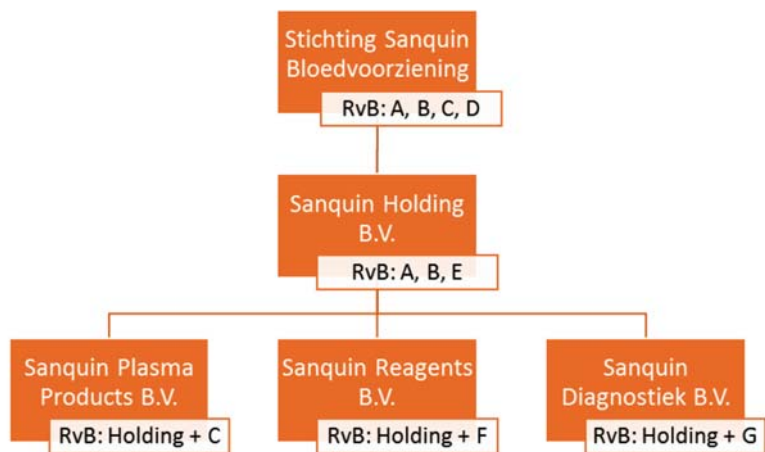 Stichting Sanquin
Bloedvoorziening
RvB: A, B, C, D
Sanquin Holding
B.V.
RvB: A, B, E
Sanquin Plasma
Products B.V.
RvB: Holding + C
Sanquin Reagents
B.V.
RvB: Holding + F
Sanquin
Diagnostiek B.V.
RvB: Holding + G